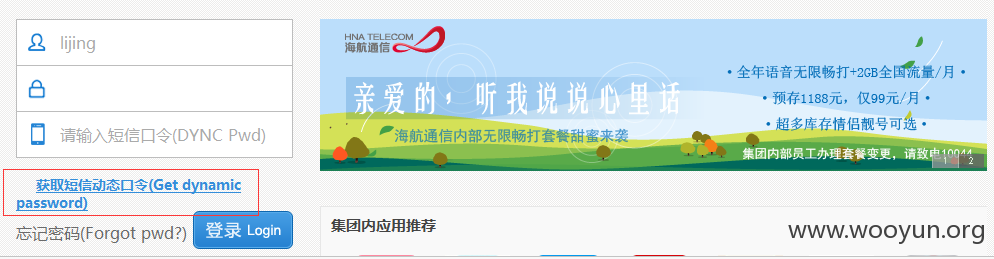 lijing
请输入短信口令(DYNC Pwd)
获取短信动态口令(Get dynamic
password)
忘记密码(Forgot pwd?)
登录 Login
HNA TELECOM
海航通信
亲爱的，听我说说心里话
海航通信内部无限畅打套餐甜蜜来袭
• 全年语音无限畅打+2GB全国流量/月 •
• 预存1188元，仅99元/月 •
• 超多库存情侣靓号可选 •
集团内部员工办理套餐变更，请致电10044
1 2
集团内应用推荐
www.wooyun.org